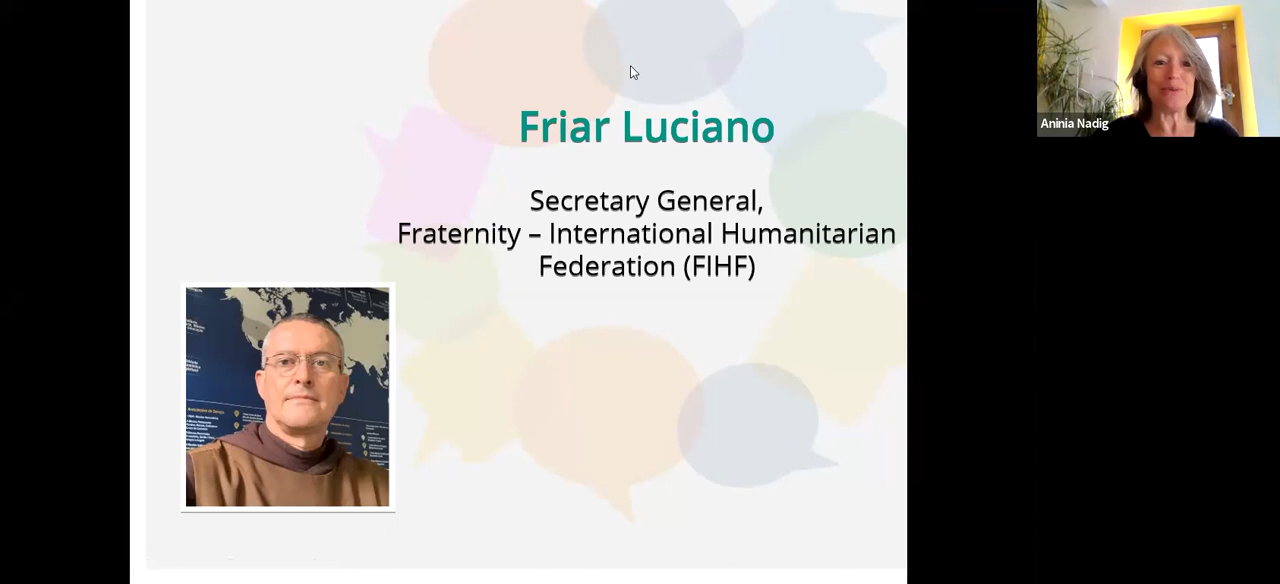 Friar Luciano
Secretary General,
Fraternity – International Humanitarian
Federation (FIHF)
Aninia Nadig